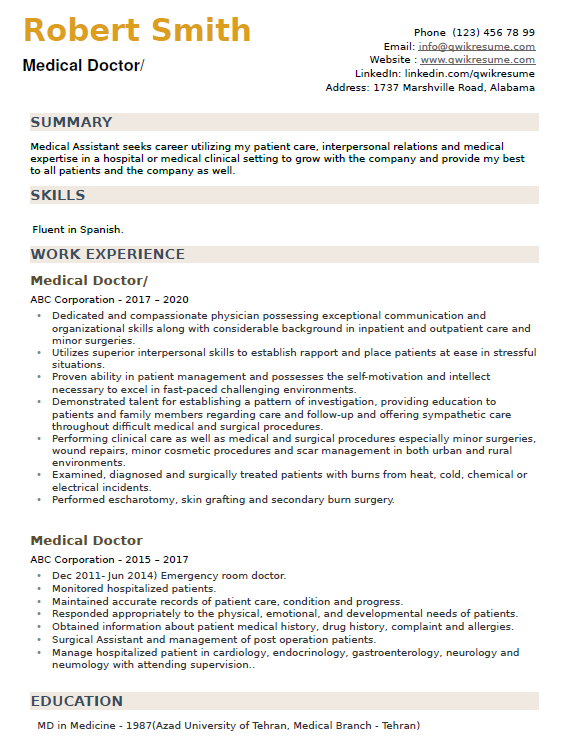 Robert Smith
Medical Doctor/
Phone (123) 456 78 99
Email: info@qwikresume.com
Website : www.qwikresume.com
LinkedIn: linkedin.com/qwikresume
Address: 1737 Marshville Road, Alabama
SUMMARY
Medical Assistant seeks career utilizing my patient care, interpersonal relations and medical
expertise in a hospital or medical clinical setting to grow with the company and provide my best
to all patients and the company as well.
SKILLS
Fluent in Spanish.
WORK EXPERIENCE
Medical Doctor/
ABC Corporation - 2017 – 2020
• Dedicated and compassionate physician possessing exceptional communication and
organizational skills along with considerable background in inpatient and outpatient care and
minor surgeries.
• Utilizes superior interpersonal skills to establish rapport and place patients at ease in stressful
situations.
• Proven ability in patient management and possesses the self-motivation and intellect
necessary to excel in fast-paced challenging environments.
• Demonstrated talent for establishing a pattern of investigation, providing education to
patients and family members regarding care and follow-up and offering sympathetic care
throughout difficult medical and surgical procedures.
• Performing clinical care as well as medical and surgical procedures especially minor surgeries,
wound repairs, minor cosmetic procedures and scar management in both urban and rural
environments.
• Examined, diagnosed and surgically treated patients with burns from heat, cold, chemical or
electrical incidents.
• Performed escharotomy, skin grafting and secondary burn surgery.
Medical Doctor
ABC Corporation - 2015 – 2017
• Dec 2011- Jun 2014) Emergency room doctor.
• Monitored hospitalized patients.
• Maintained accurate records of patient care, condition and progress.
• Responded appropriately to the physical, emotional, and developmental needs of patients.
• Obtained information about patient medical history, drug history, complaint and allergies.
• Surgical Assistant and management of post operation patients.
• Manage hospitalized patient in cardiology, endocrinology, gastroenterology, neurology and
neumology with attending supervision..
EDUCATION
MD in Medicine - 1987(Azad University of Tehran, Medical Branch - Tehran)